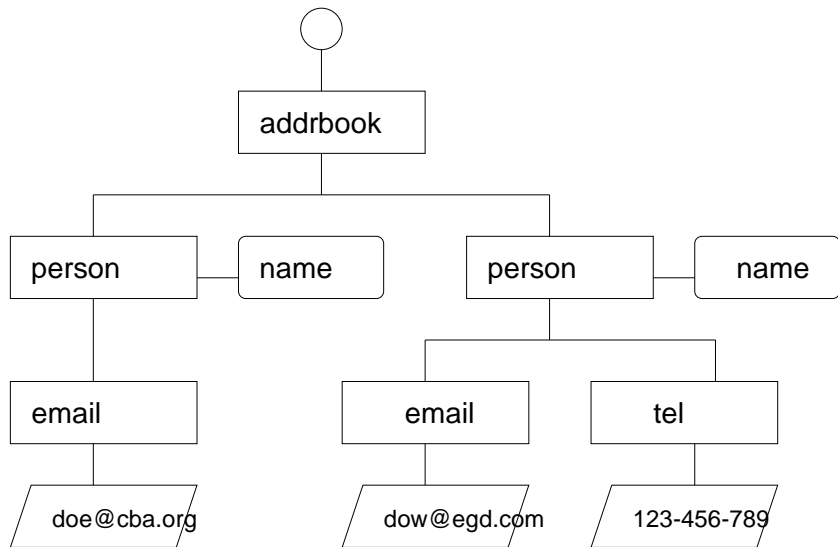 addrbook
person
name
person
name
email
email
tel
doe@cba.org
dow@egd.com
123-456-789